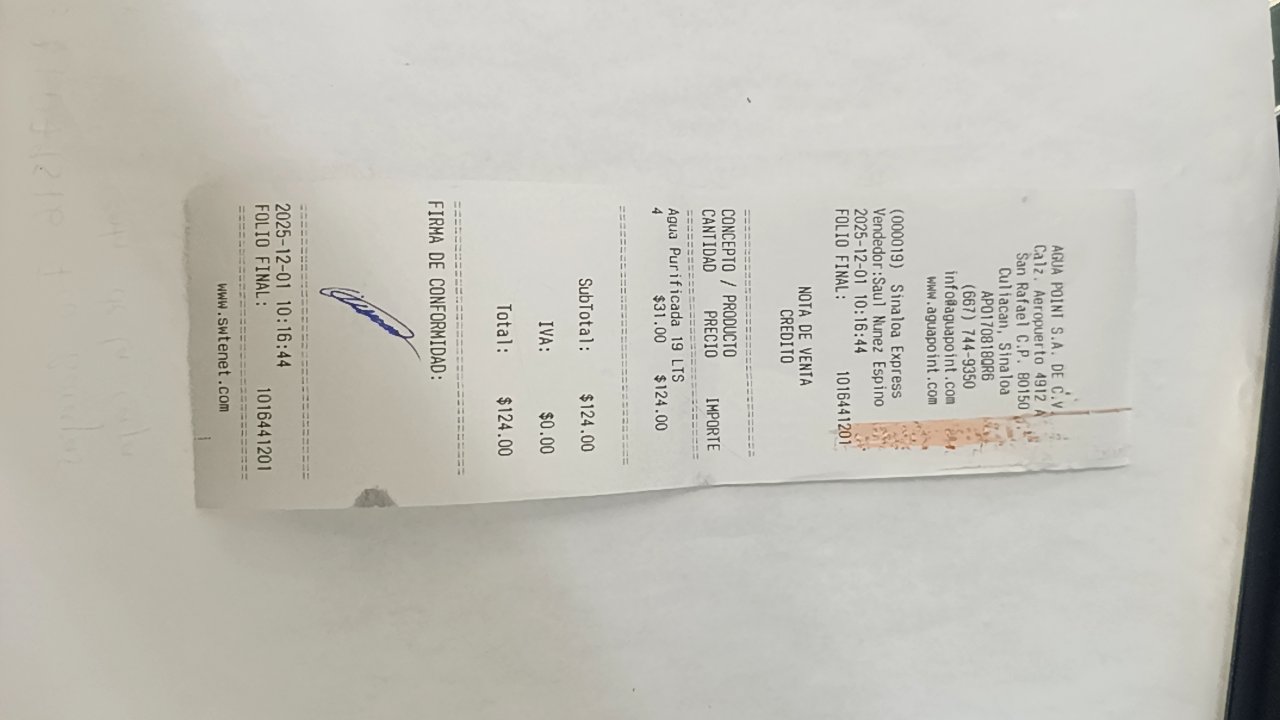 AGUA POINT S.A. DE C.V
Calz. Aeropuerto 4912 A
San Rafael C.P. 80150
Culiacan, Sinaloa
APO170818QR6
(667) 744-9350
info@aguapoint.com
www.aguapoint.com
(000019) Sinaloa Express
Vendedor:Saul Nunez Espino
2025-12-01 10:16:44
FOLIO FINAL: 1016441201
NOTA DE VENTA
CREDITO
CONCEPTO / PRODUCTO
CANTIDAD PRECIO IMPORTE
Agua Purificada 19 LTS
4 $31.00 $124.00
SubTotal: $124.00
IVA: $0.00
Total: $124.00
FIRMA DE CONFORMIDAD:
2025-12-01 10:16:44
FOLIO FINAL: 1016441201
www.swtenet.com